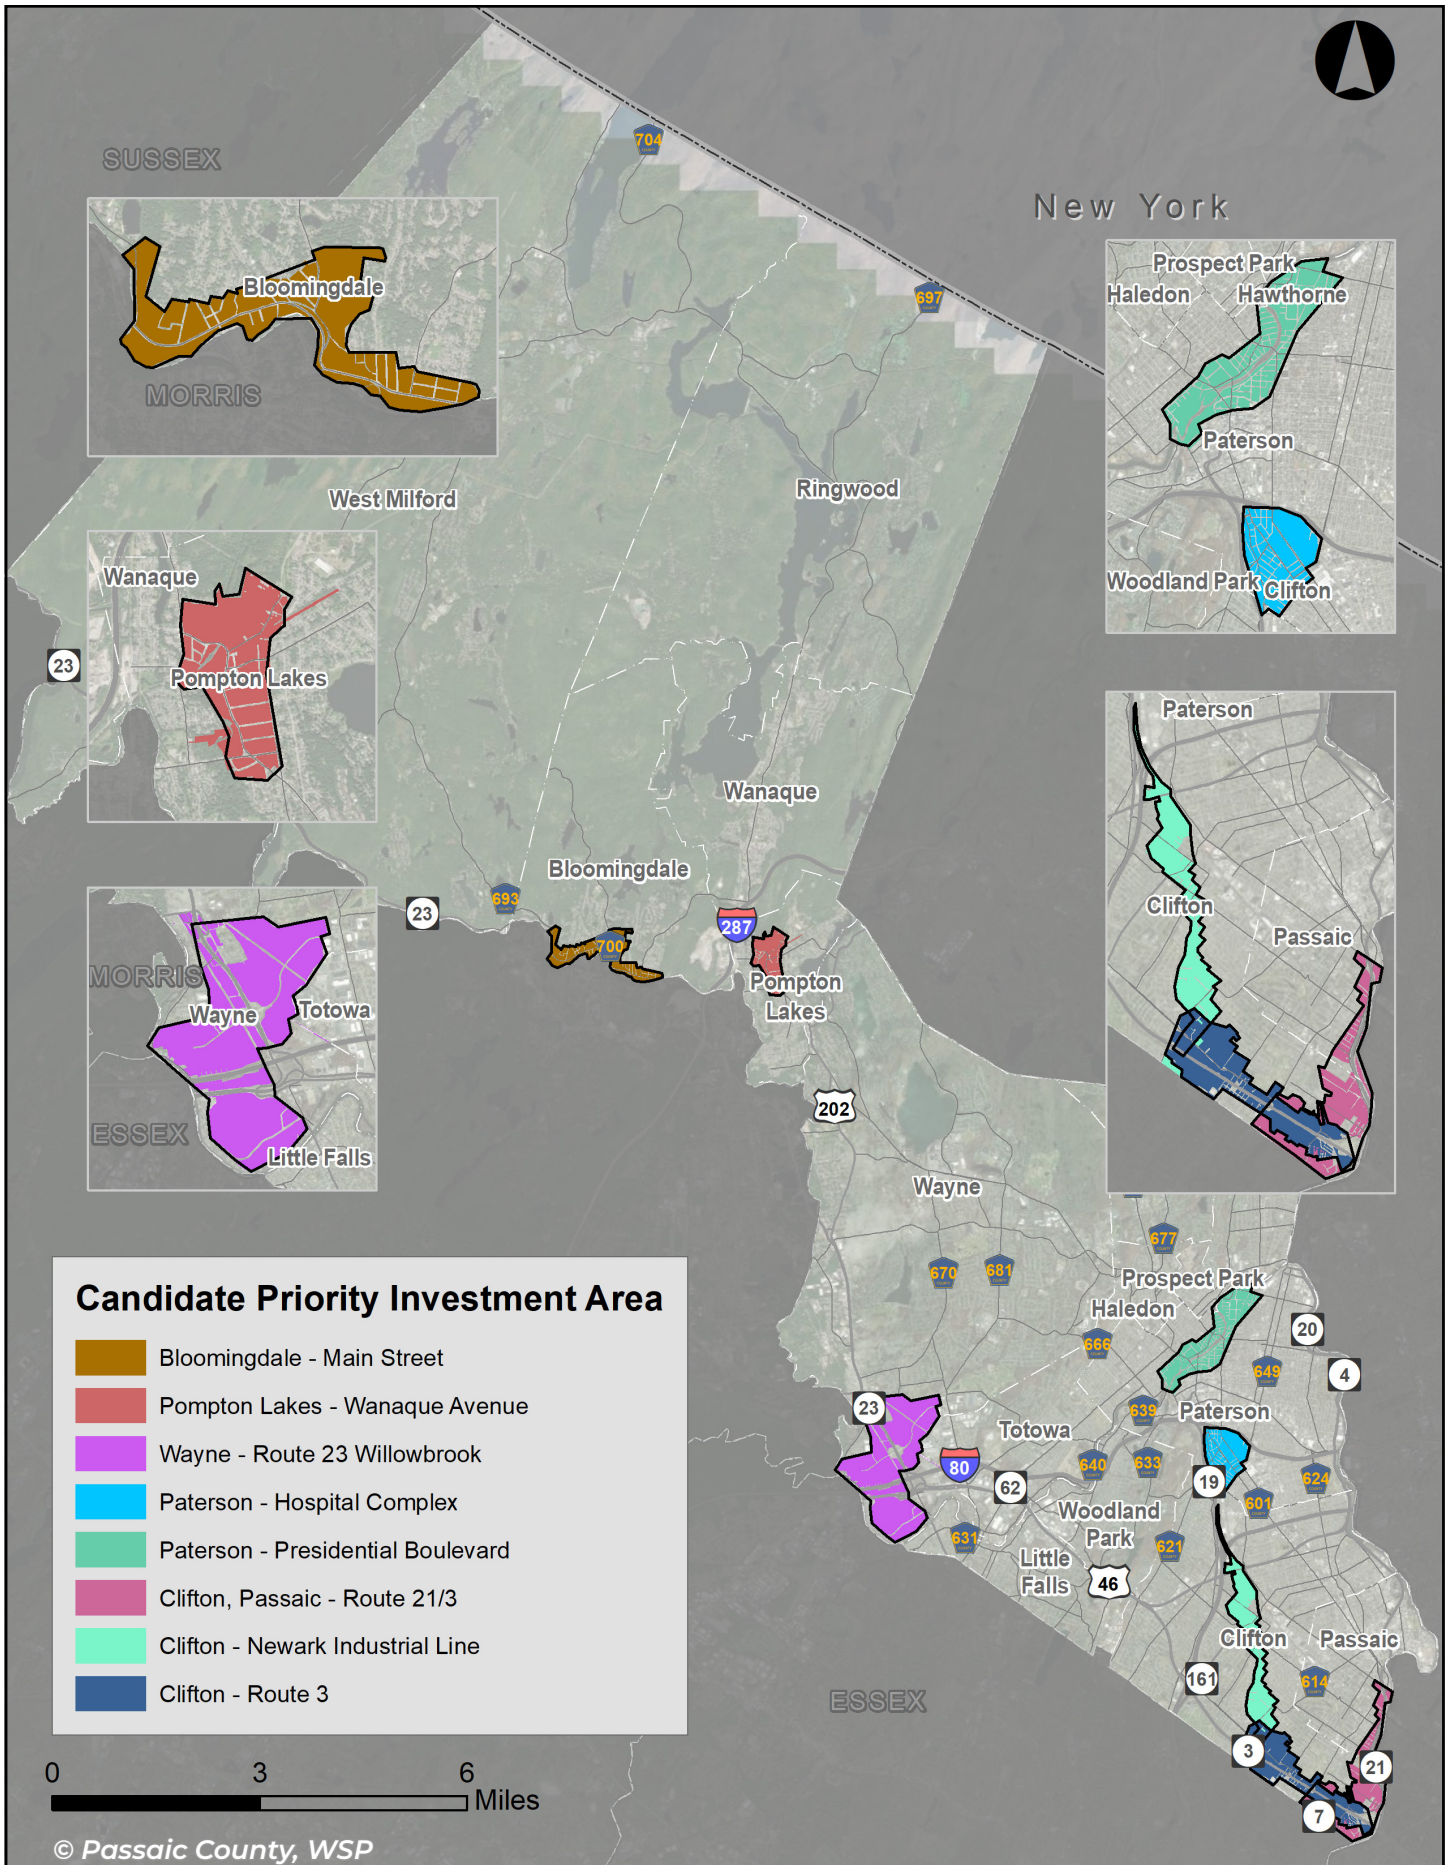 704
SUSSEX
New York
697
Prospect Park
Haledon
Hawthorne
Paterson
Woodland Park
Clifton
Bloomingdale
MORRIS
West Milford
Ringwood
Wanaque
Pompton Lakes
23
Paterson
Clifton
Passaic
Wanaque
Bloomingdale
693
23
700
287
Pompton
Lakes
MORRIS
Wayne
Totowa
ESSEX
Little Falls
202
Wayne
677
670
681
Prospect Park
Haledon
20
666
649
4
23
639
Paterson
Totowa
80
640
633
62
19
624
601
Woodland
Park
631
621
Little
Falls
46
Clifton
Passaic
161
614
ESSEX
3
21
7
Candidate Priority Investment Area
Bloomingdale - Main Street
Pompton Lakes - Wanaque Avenue
Wayne - Route 23 Willowbrook
Paterson - Hospital Complex
Paterson - Presidential Boulevard
Clifton, Passaic - Route 21/3
Clifton - Newark Industrial Line
Clifton - Route 3
0 3 6
Miles
© Passaic County, WSP